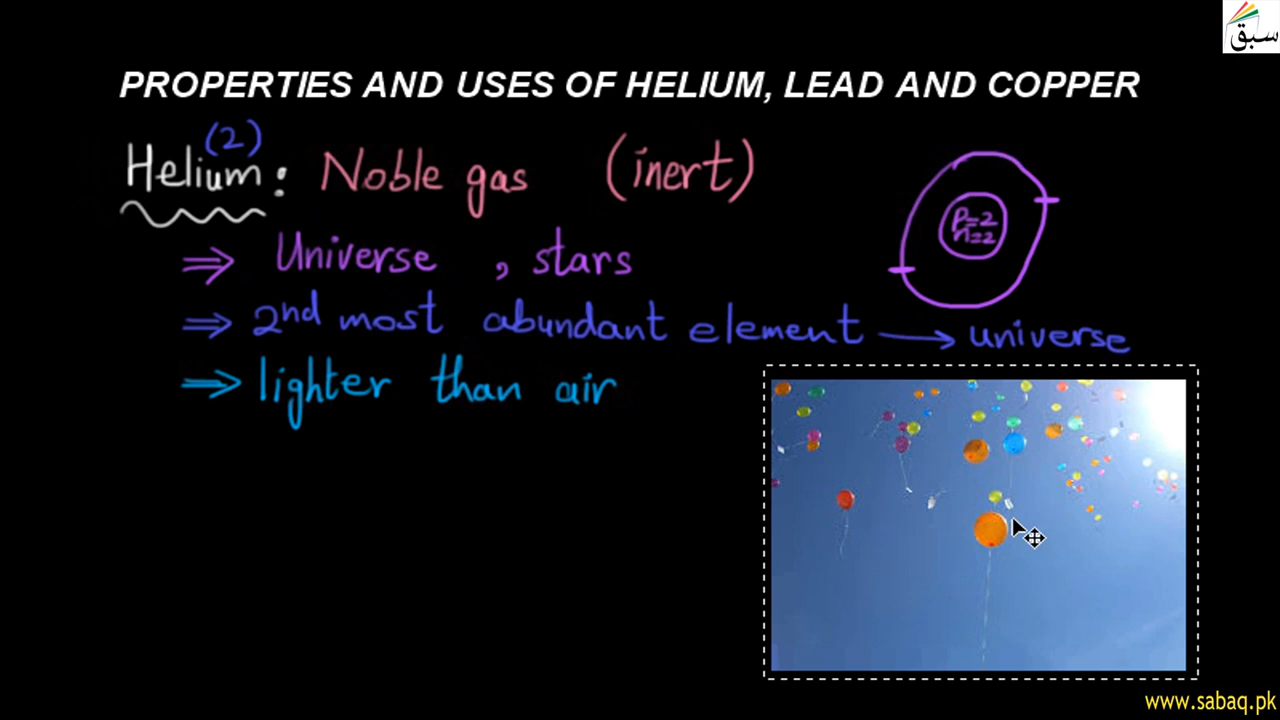 سبق
PROPERTIES AND USES OF HELIUM, LEAD AND COPPER
(2)
Helium: Noble gas (inert)
P=2
n=2
⇒ Universe , stars
⇒ 2nd most abundant element → universe
⇒ lighter than air
www.sabaq.pk